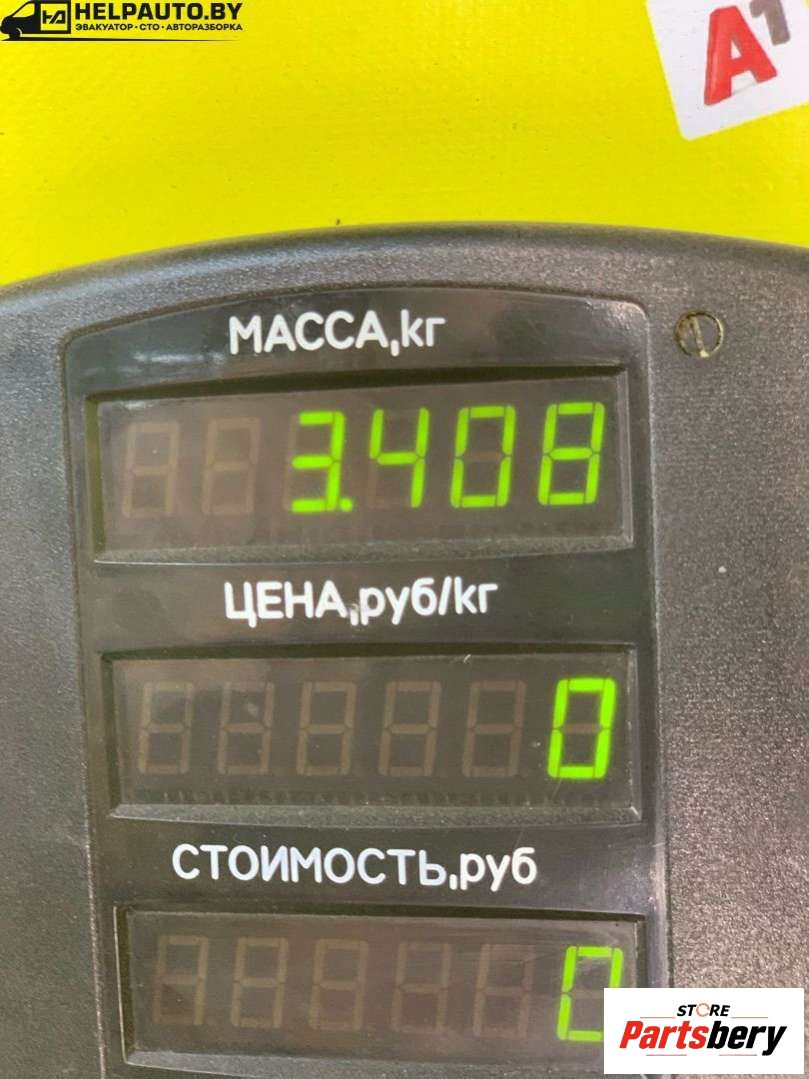 HELPAUTO.BY
ЭВАКУАТОР • СТО • АВТОРАЗБОРКА
A1
МАССА,кг
3.408
ЦЕНА,руб/кг
0
СТОИМОСТЬ,руб
0
STORE
Partsbery